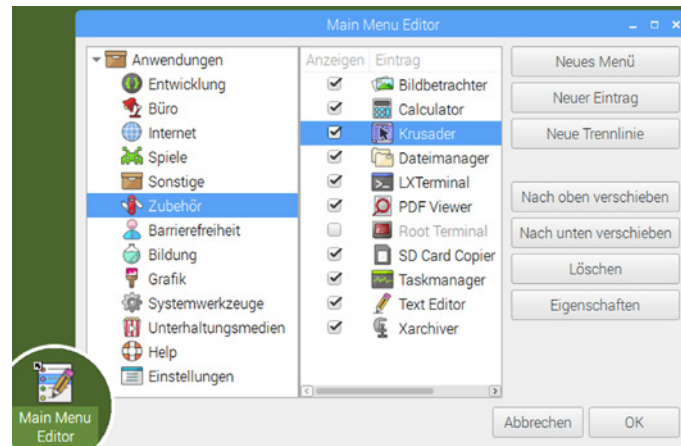 Main Menu Editor
Anwendungen
Entwicklung
Büro
Internet
Spiele
Sonstige
Zubehör
Barrierefreiheit
Bildung
Grafik
Systemwerkzeuge
Unterhaltungsmedien
Help
Einstellungen
Anzeigen Eintrag
Bildbetrachter
Calculator
Krusader
Dateimanager
LXTerminal
PDF Viewer
Root Terminal
SD Card Copier
Taskmanager
Text Editor
Xarchiver
Neues Menü
Neuer Eintrag
Neue Trennlinie
Nach oben verschieben
Nach unten verschieben
Löschen
Eigenschaften
Abbrechen
OK
Main Menu
Editor